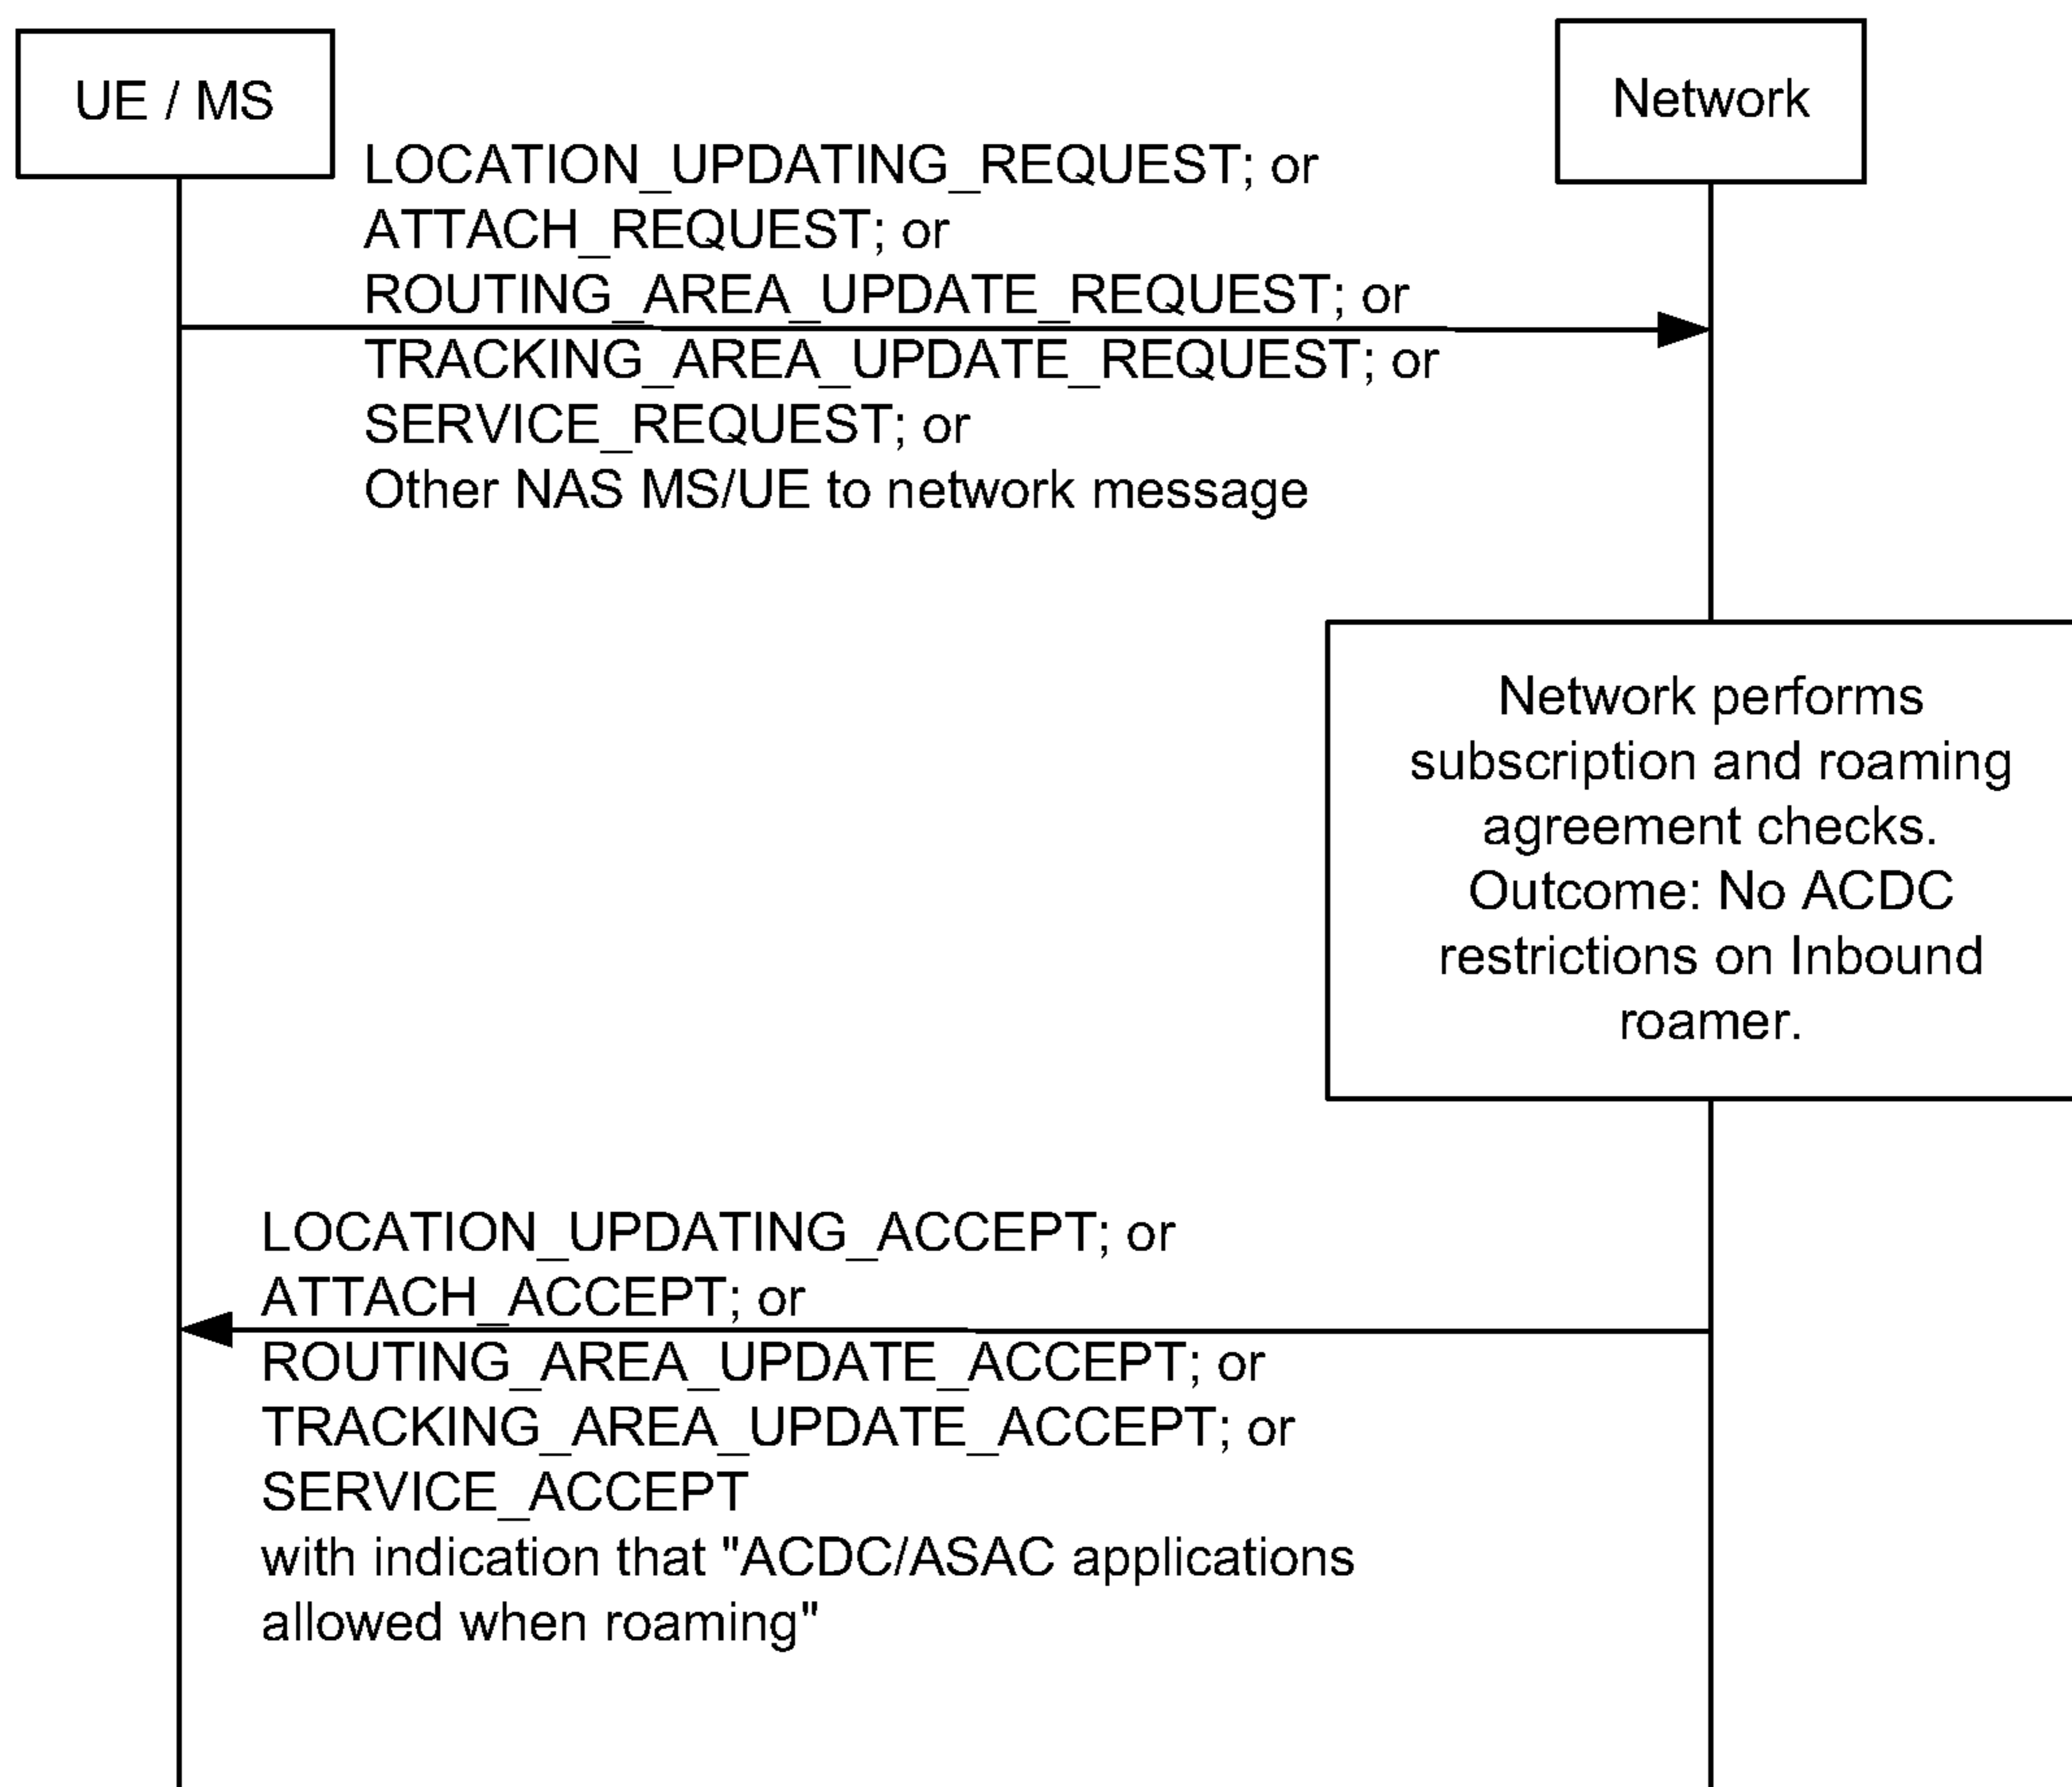 UE / MS
Network
LOCATION_UPDATING_REQUEST; or
ATTACH_REQUEST; or
ROUTING_AREA_UPDATE_REQUEST; or
TRACKING_AREA_UPDATE_REQUEST; or
SERVICE_REQUEST; or
Other NAS MS/UE to network message
Network performs
subscription and roaming
agreement checks.
Outcome: No ACDC
restrictions on Inbound
roamer.
LOCATION_UPDATING_ACCEPT; or
ATTACH_ACCEPT; or
ROUTING_AREA_UPDATE_ACCEPT; or
TRACKING_AREA_UPDATE_ACCEPT; or
SERVICE_ACCEPT
with indication that "ACDC/ASAC applications
allowed when roaming"